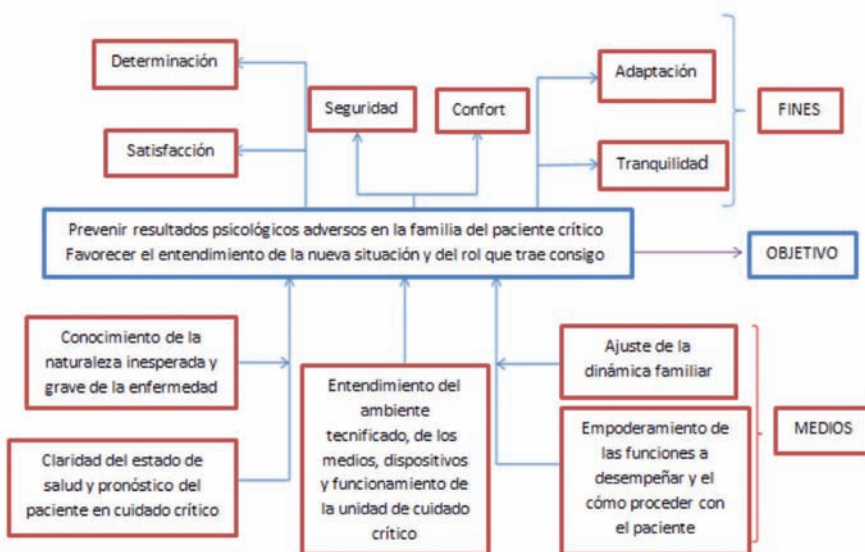 Determinación
Satisfacción
Seguridad
Confort
Adaptación
Tranquilidad
FINES
Prevenir resultados psicológicos adversos en la familia del paciente crítico
Favorecer el entendimiento de la nueva situación y del rol que trae consigo
OBJETIVO
Conocimiento de la
naturaleza inesperada y
grave de la enfermedad
Claridad del estado de
salud y pronóstico del
paciente en cuidado crítico
Entendimiento del
ambiente
tecnificado, de los
medios, dispositivos
y funcionamiento de
la unidad de cuidado
crítico
Ajuste de la
dinámica familiar
Empoderamiento de
las funciones a
desempeñar y el
cómo proceder con
el paciente
MEDIOS